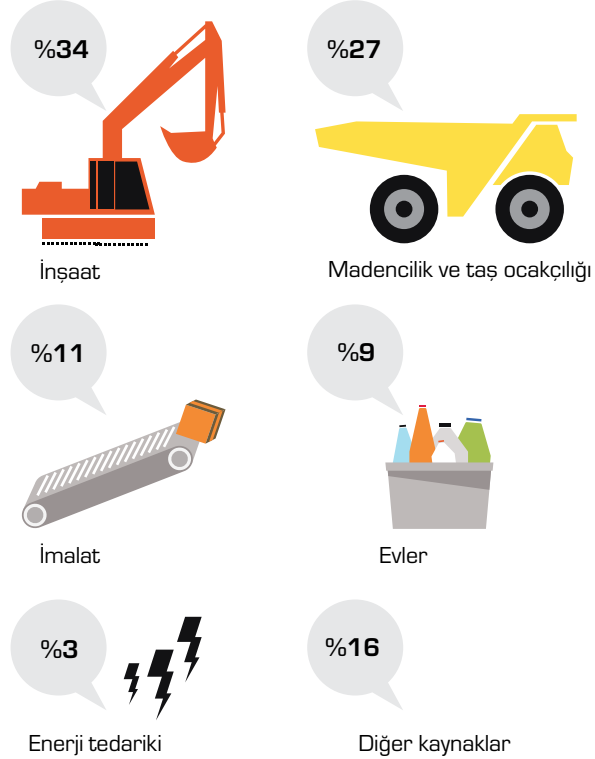 %34
%27
İnşaat
Madencilik ve taş ocakçılığı
%11
%9
İmalat
Evler
%3
%16
Enerji tedariki
Diğer kaynaklar